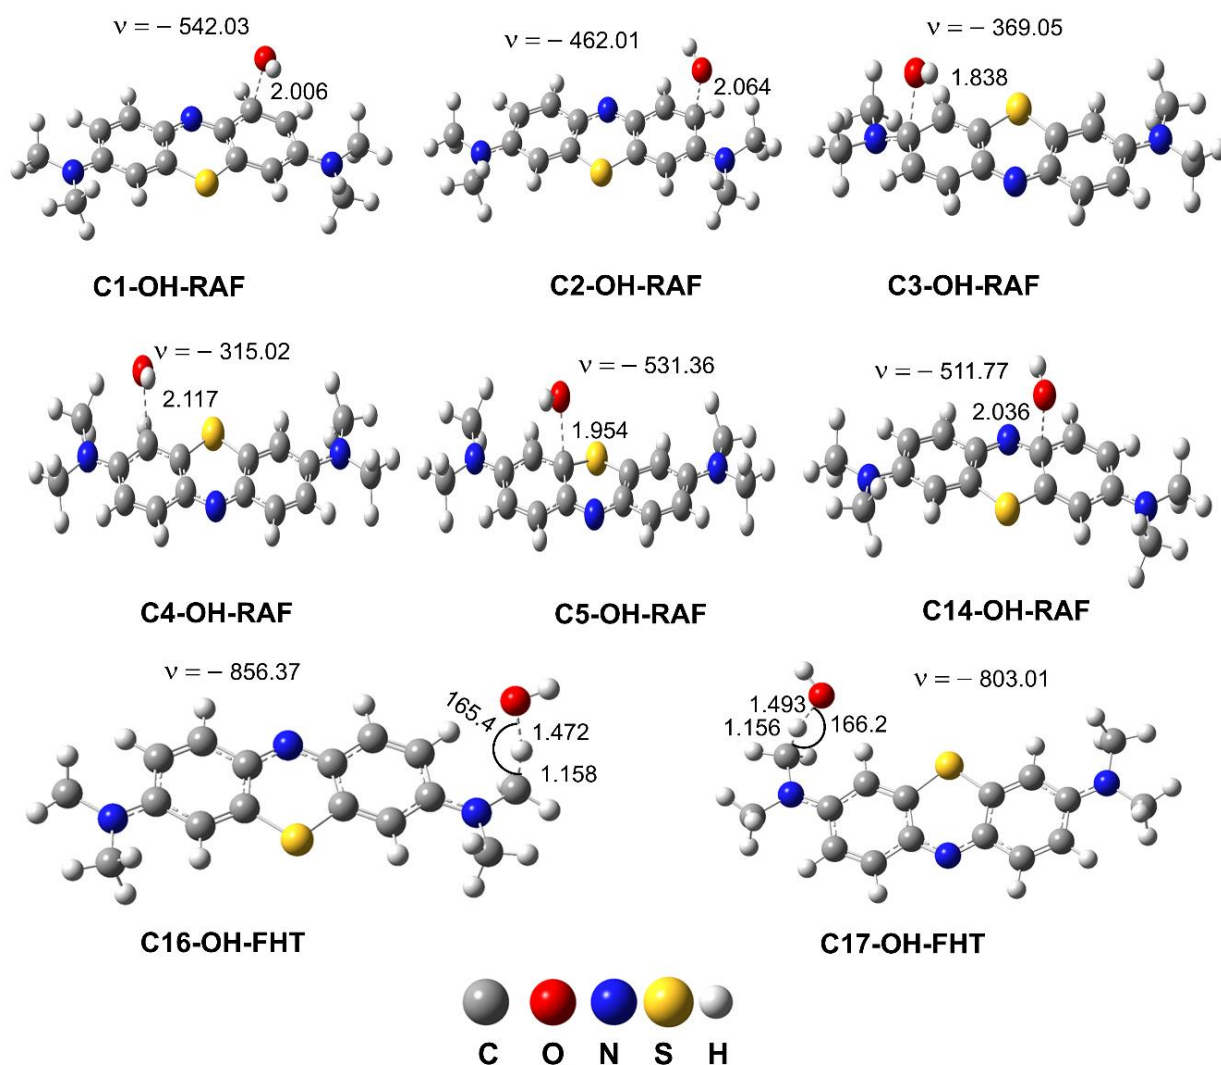 ν = − 542.03
2.006
C1-OH-RAF
ν = − 462.01
2.064
C2-OH-RAF
ν = − 369.05
1.838
C3-OH-RAF
ν = − 315.02
2.117
C4-OH-RAF
ν = − 531.36
1.954
C5-OH-RAF
ν = − 511.77
2.036
C14-OH-RAF
ν = − 856.37
165.4
1.472
1.158
C16-OH-FHT
ν = − 803.01
1.493
1.156
166.2
C17-OH-FHT
C O N S H